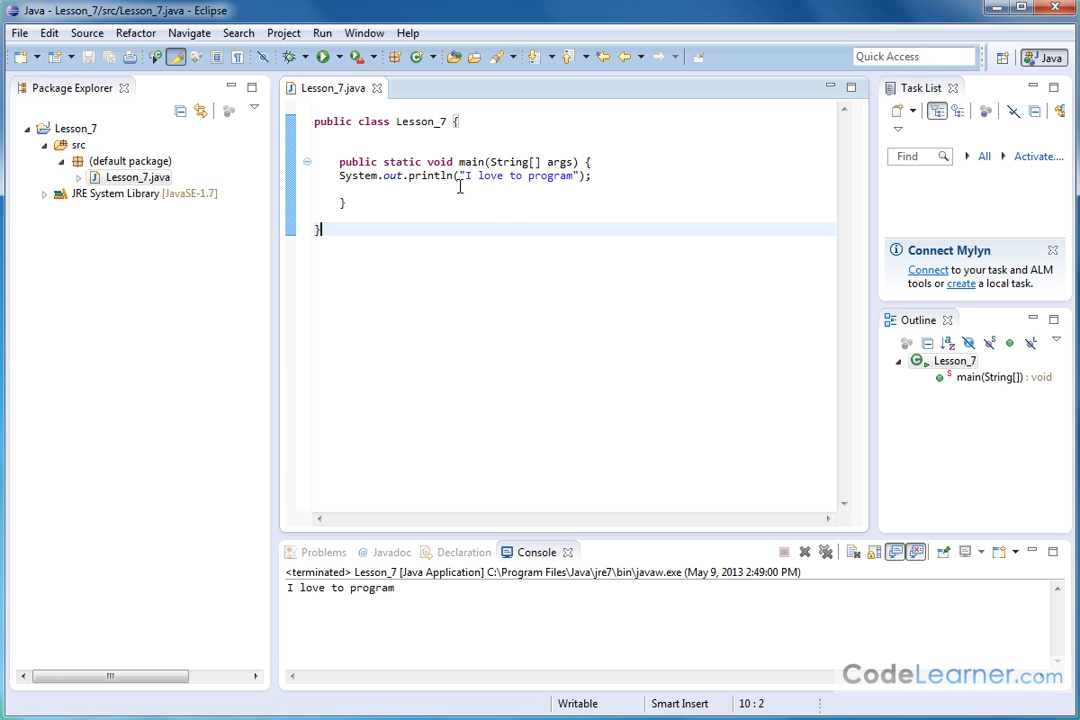 Java - Lesson_7/src/Lesson_7.java - Eclipse
File Edit Source Refactor Navigate Search Project Run Window Help
Quick Access
Java
Package Explorer
Lesson_7
src
(default package)
Lesson_7.java
JRE System Library [JavaSE-1.7]
Lesson_7.java
public class Lesson_7 {
public static void main(String[] args) {
System.out.println("I love to program");
}
}
Task List
Find
All
Activate....
Connect Mylyn
Connect to your task and ALM
tools or create a local task.
Outline
Lesson_7
main(String[]) : void
Problems
Javadoc
Declaration
Console
<terminated> Lesson_7 [Java Application] C:\Program Files\Java\jre7\bin\javaw.exe (May 9, 2013 2:49:00 PM)
I love to program
CodeLearner.com
Writable
Smart Insert
10 : 2